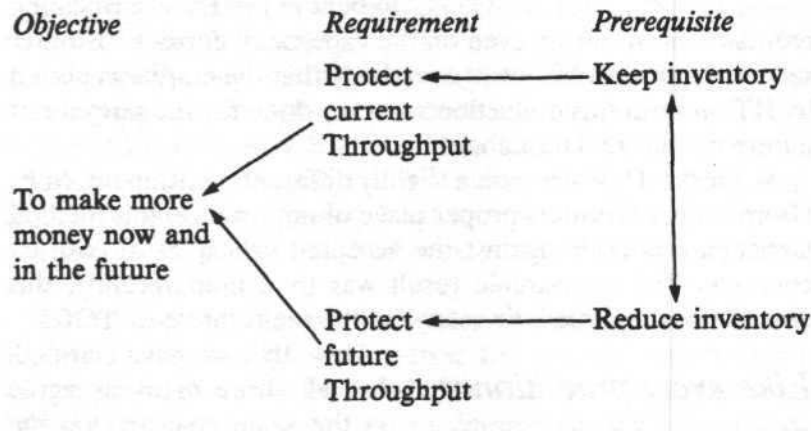 Objective Requirement Prerequisite
Protect Keep inventory
current
Throughput
To make more
money now and
in the future
Protect Reduce inventory
future
Throughput